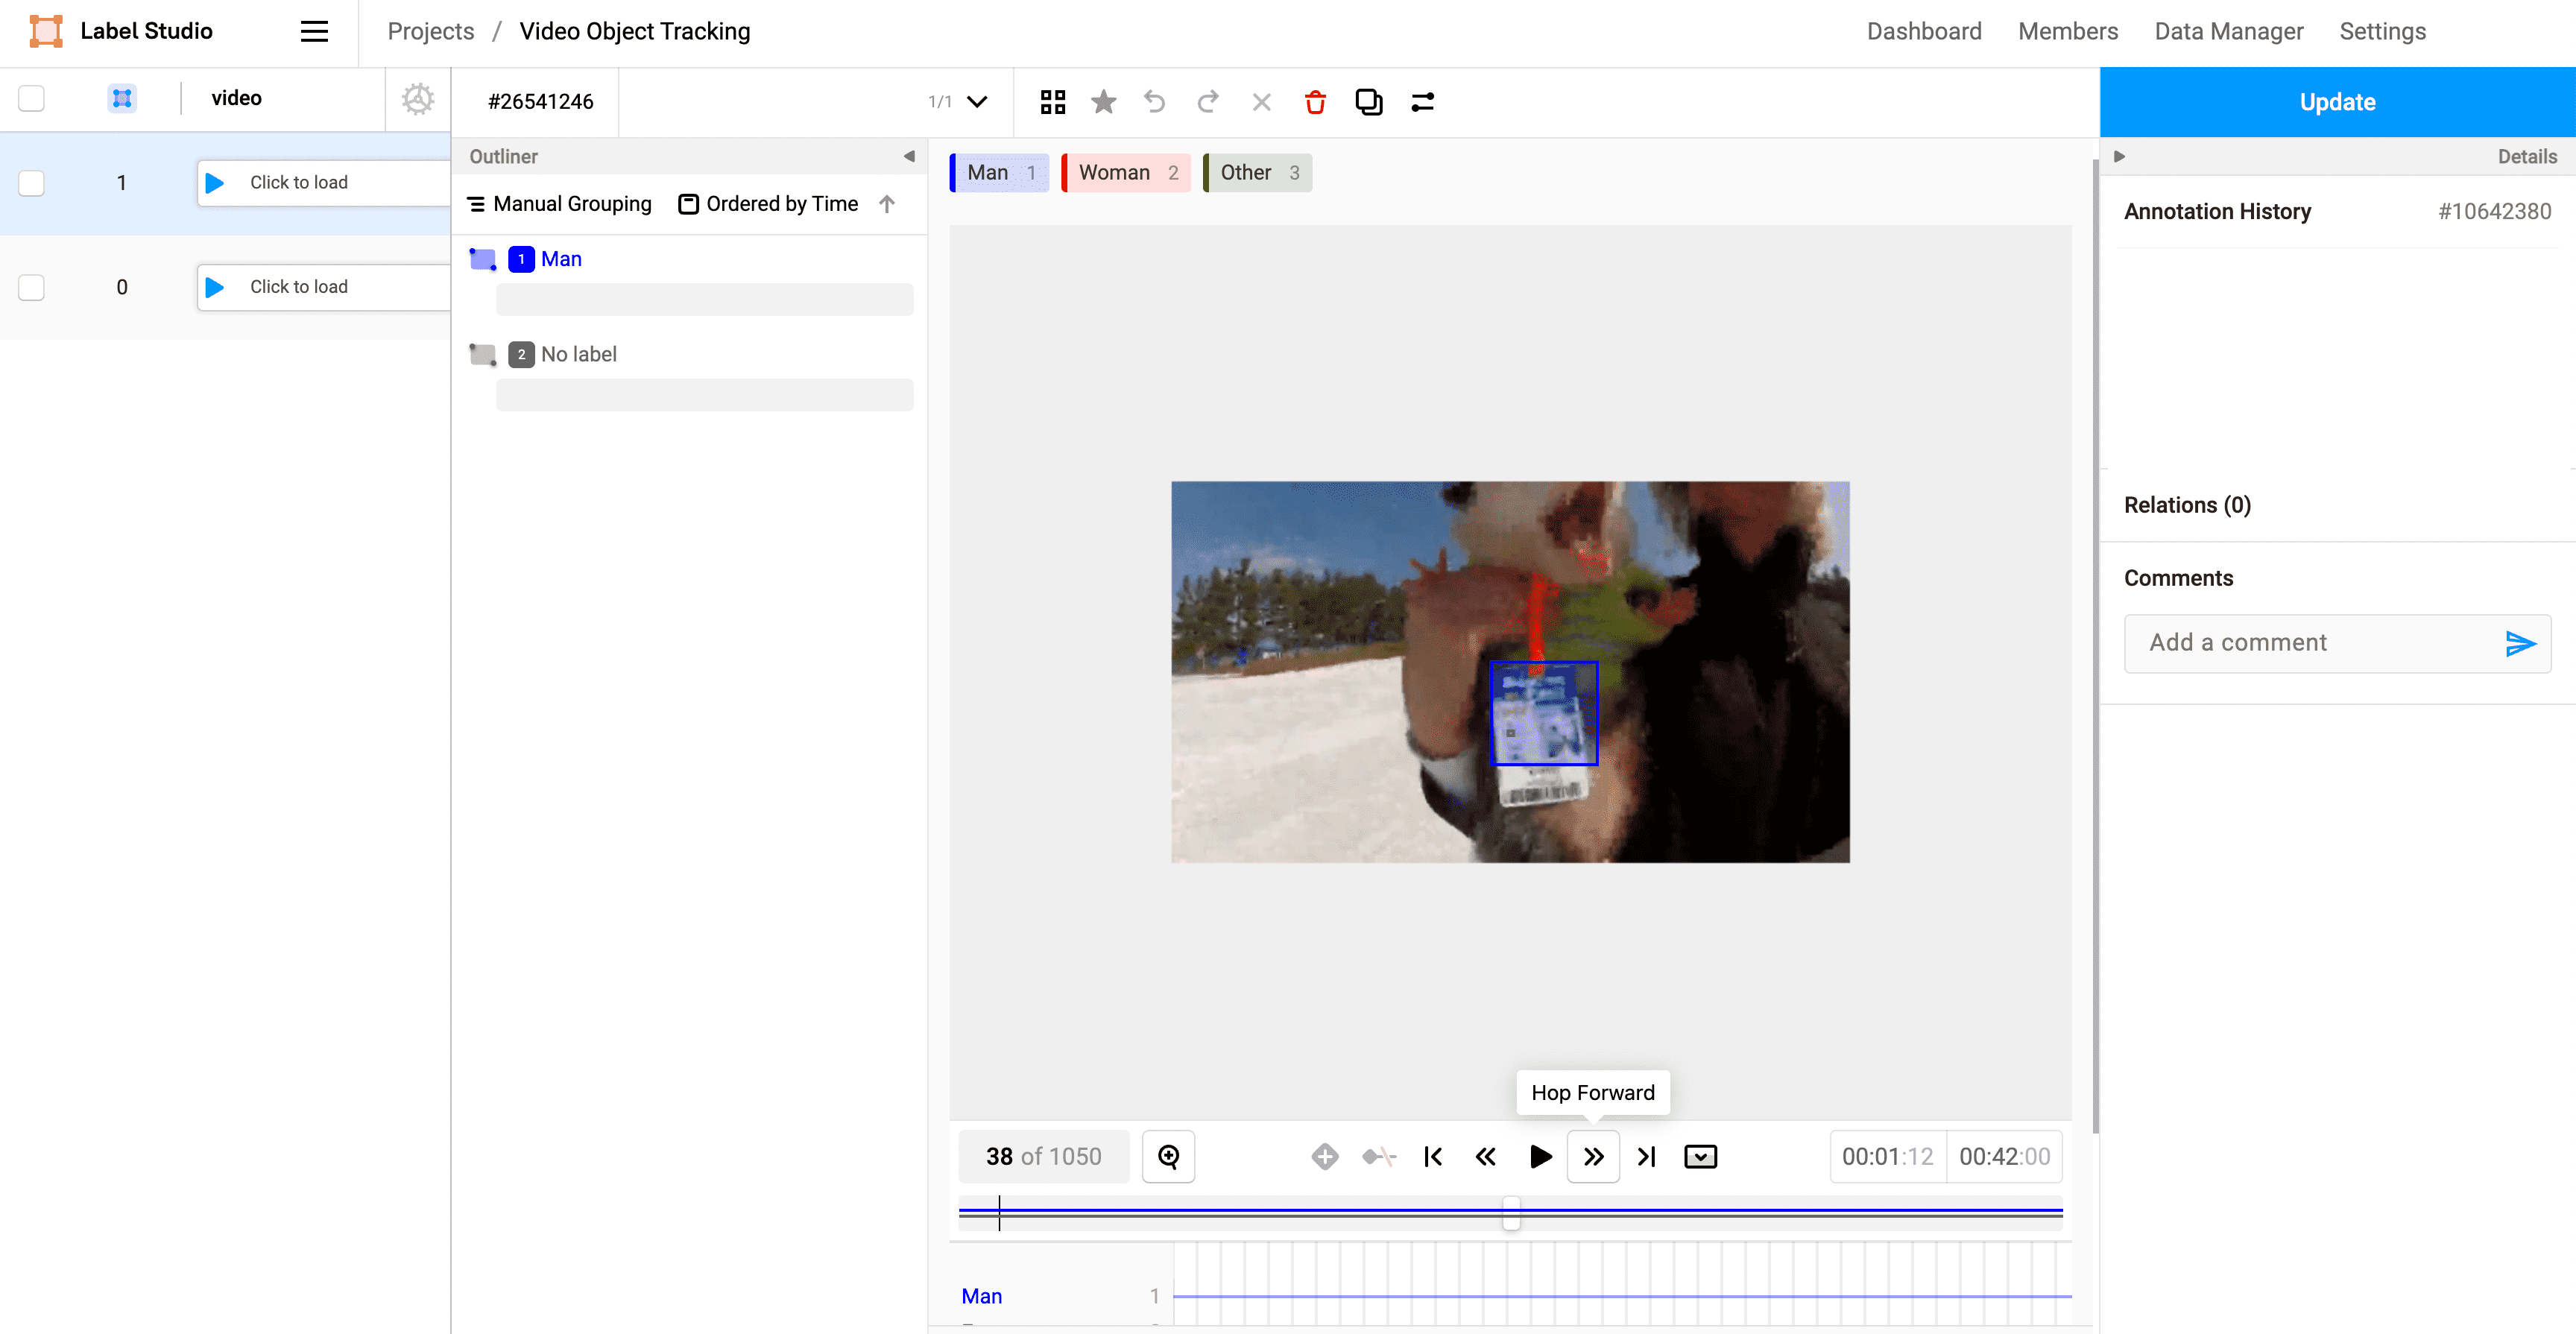 Label Studio
Projects / Video Object Tracking
Dashboard Members Data Manager Settings
video
#26541246
1/1
Update
Outliner
Details
1 Click to load
0 Click to load
Manual Grouping Ordered by Time
1 Man
2 No label
Man 1 Woman 2 Other 3
Annotation History #10642380
Relations (0)
Comments
Add a comment
Hop Forward
38 of 1050
00:01:12 00:42:00
Man 1